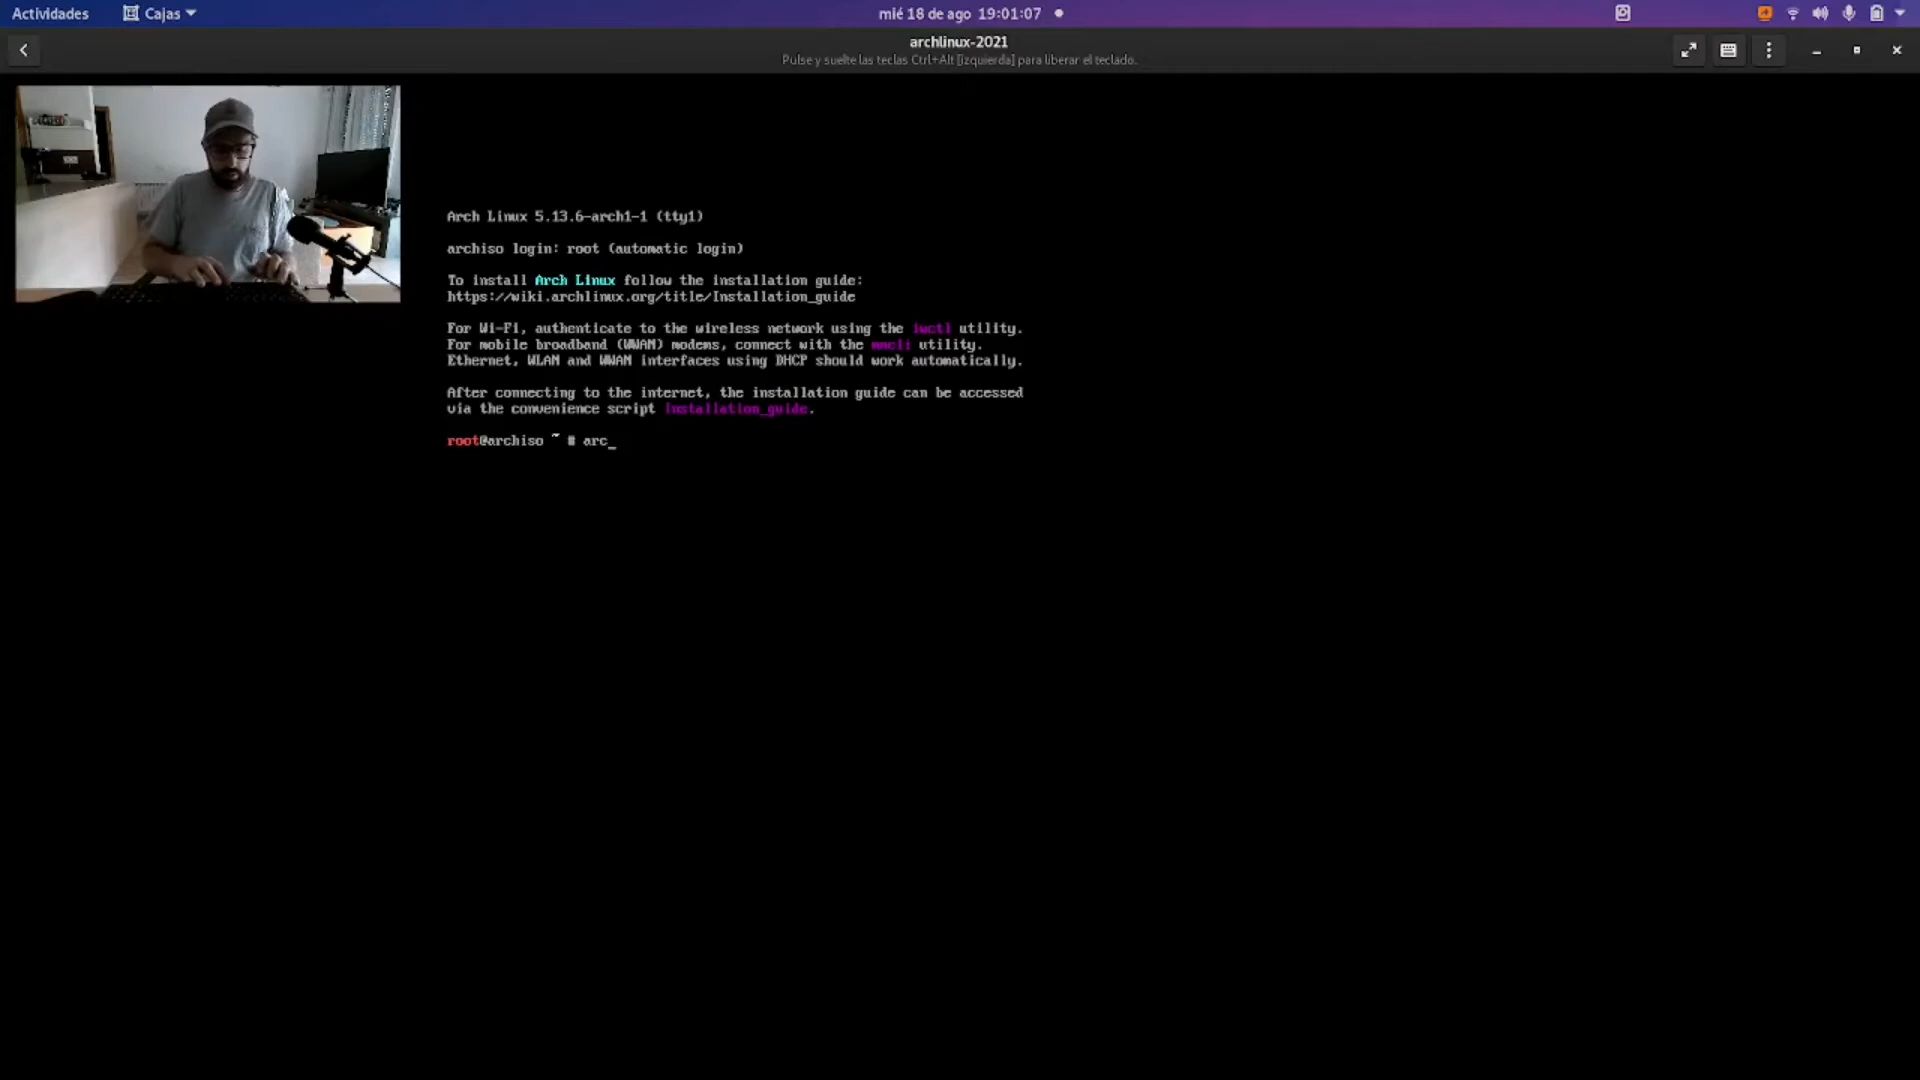 Actividades
Cajas
mié 18 de ago 19:01:07
archlinux-2021
Pulse y suelte las teclas Ctrl+Alt [izquierda] para liberar el teclado.
Arch Linux 5.13.6-arch1-1 (tty1)
archiso login: root (automatic login)
To install Arch Linux follow the installation guide:
https://wiki.archlinux.org/title/Installation_guide
For Wi-Fi, authenticate to the wireless network using the iwctl utility.
For mobile broadband (WWAN) modems, connect with the mmcli utility.
Ethernet, WLAN and WWAN interfaces using DHCP should work automatically.
After connecting to the internet, the installation guide can be accessed
via the convenience script Installation_guide.
root@archiso ~ # arc_